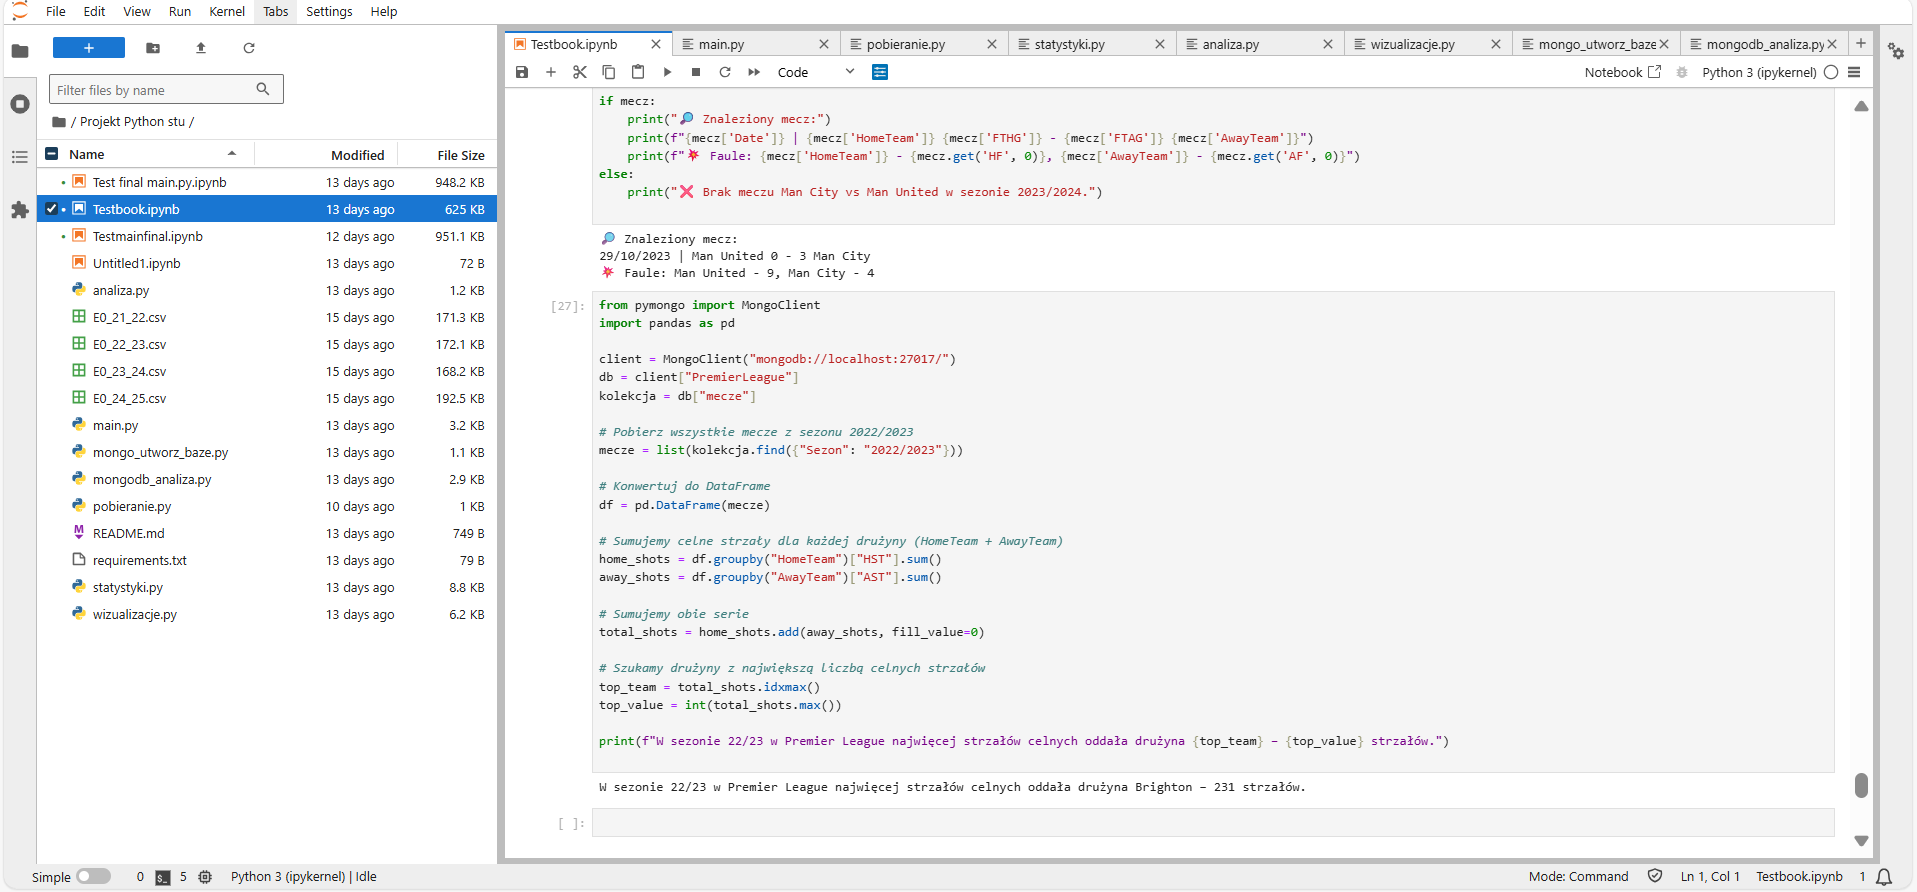 File Edit View Run Kernel Tabs Settings Help
+
Filter files by name
/ Projekt Python stu /
Name Modified File Size
Test final main.py.ipynb 13 days ago 948.2 KB
Testbook.ipynb 13 days ago 625 KB
Testmainfinal.ipynb 12 days ago 951.1 KB
Untitled1.ipynb 13 days ago 72 B
analiza.py 13 days ago 1.2 KB
E0_21_22.csv 15 days ago 171.3 KB
E0_22_23.csv 15 days ago 172.1 KB
E0_23_24.csv 15 days ago 168.2 KB
E0_24_25.csv 15 days ago 192.5 KB
main.py 13 days ago 3.2 KB
mongo_utworz_baze.py 13 days ago 1.1 KB
mongodb_analiza.py 13 days ago 2.9 KB
pobieranie.py 10 days ago 1 KB
README.md 13 days ago 749 B
requirements.txt 13 days ago 79 B
statystyki.py 13 days ago 8.8 KB
wizualizacje.py 13 days ago 6.2 KB
Testbook.ipynb main.py pobieranie.py statystyki.py analiza.py wizualizacje.py mongo_utworz_baze mongodb_analiza.py
Code Notebook Python 3 (ipykernel)
if mecz:
    print("🔎 Znaleziony mecz:")
    print(f"{mecz['Date']} | {mecz['HomeTeam']} {mecz['FTHG']} - {mecz['FTAG']} {mecz['AwayTeam']}")
    print(f"💥 Faule: {mecz['HomeTeam']} - {mecz.get('HF', 0)}, {mecz['AwayTeam']} - {mecz.get('AF', 0)}")
else:
    print("❌ Brak meczu Man City vs Man United w sezonie 2023/2024.")
🔎 Znaleziony mecz:
29/10/2023 | Man United 0 - 3 Man City
💥 Faule: Man United - 9, Man City - 4
[27]:
from pymongo import MongoClient
import pandas as pd
client = MongoClient("mongodb://localhost:27017/")
db = client["PremierLeague"]
kolekcja = db["mecze"]
# Pobierz wszystkie mecze z sezonu 2022/2023
mecze = list(kolekcja.find({"Sezon": "2022/2023"}))
# Konwertuj do DataFrame
df = pd.DataFrame(mecze)
# Sumujemy celne strzały dla każdej drużyny (HomeTeam + AwayTeam)
home_shots = df.groupby("HomeTeam")["HST"].sum()
away_shots = df.groupby("AwayTeam")["AST"].sum()
# Sumujemy obie serie
total_shots = home_shots.add(away_shots, fill_value=0)
# Szukamy drużyny z największą liczbą celnych strzałów
top_team = total_shots.idxmax()
top_value = int(total_shots.max())
print(f"W sezonie 22/23 w Premier League najwięcej strzałów celnych oddała drużyna {top_team} – {top_value} strzałów.")
W sezonie 22/23 w Premier League najwięcej strzałów celnych oddała drużyna Brighton – 231 strzałów.
[ ]:
Simple 0 5 Python 3 (ipykernel) | Idle Mode: Command Ln 1, Col 1 Testbook.ipynb 1